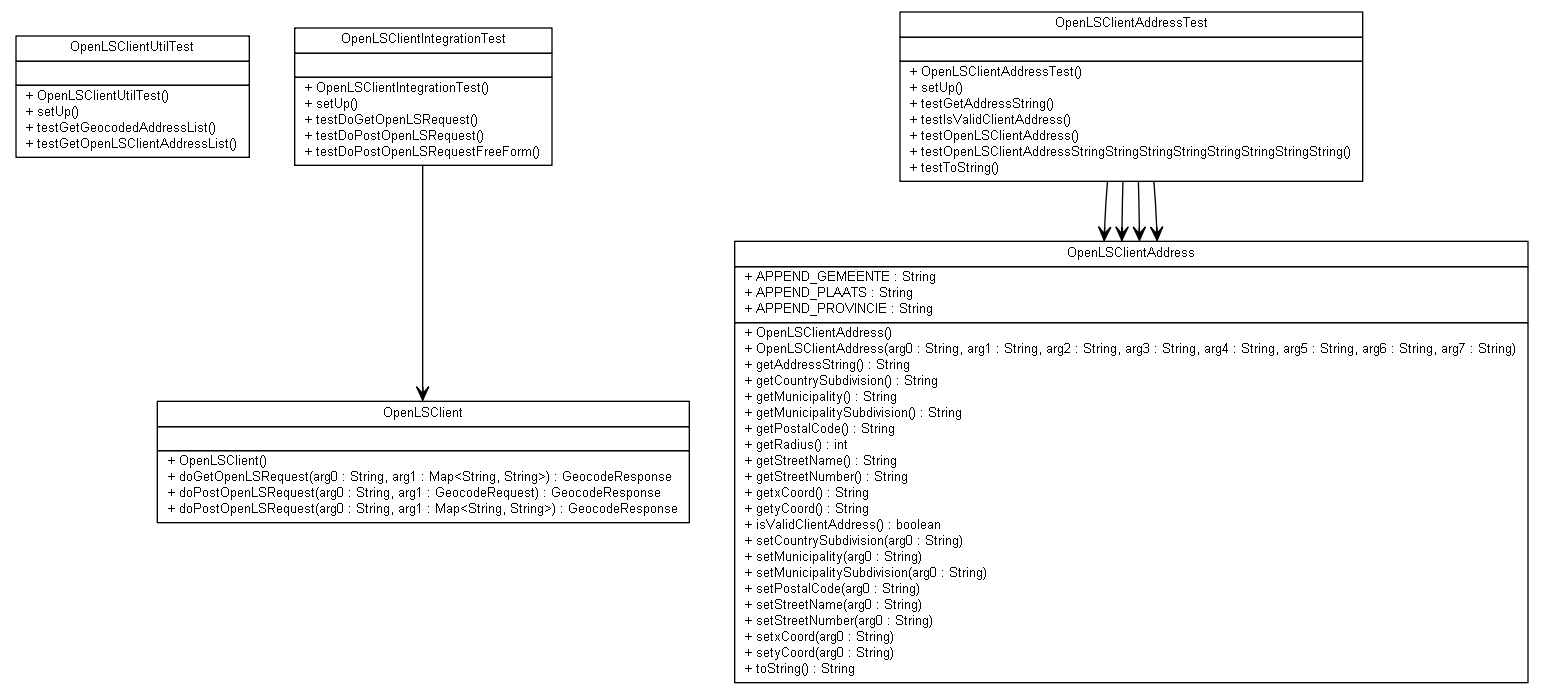 OpenLSClientUtilTest
+ OpenLSClientUtilTest()
+ setUp()
+ testGetGeocodedAddressList()
+ testGetOpenLSClientAddressList()
OpenLSClientIntegrationTest
+ OpenLSClientIntegrationTest()
+ setUp()
+ testDoGetOpenLSRequest()
+ testDoPostOpenLSRequest()
+ testDoPostOpenLSRequestFreeForm()
OpenLSClientAddressTest
+ OpenLSClientAddressTest()
+ setUp()
+ testGetAddressString()
+ testIsValidClientAddress()
+ testOpenLSClientAddress()
+ testOpenLSClientAddressStringStringStringStringStringStringStringString()
+ testToString()
OpenLSClient
+ OpenLSClient()
+ doGetOpenLSRequest(arg0 : String, arg1 : Map<String, String>) : GeocodeResponse
+ doPostOpenLSRequest(arg0 : String, arg1 : GeocodeRequest) : GeocodeResponse
+ doPostOpenLSRequest(arg0 : String, arg1 : Map<String, String>) : GeocodeResponse
OpenLSClientAddress
+ APPEND_GEMEENTE : String
+ APPEND_PLAATS : String
+ APPEND_PROVINCIE : String
+ OpenLSClientAddress()
+ OpenLSClientAddress(arg0 : String, arg1 : String, arg2 : String, arg3 : String, arg4 : String, arg5 : String, arg6 : String, arg7 : String)
+ getAddressString() : String
+ getCountrySubdivision() : String
+ getMunicipality() : String
+ getMunicipalitySubdivision() : String
+ getPostalCode() : String
+ getRadius() : int
+ getStreetName() : String
+ getStreetNumber() : String
+ getxCoord() : String
+ getyCoord() : String
+ isValidClientAddress() : boolean
+ setCountrySubdivision(arg0 : String)
+ setMunicipality(arg0 : String)
+ setMunicipalitySubdivision(arg0 : String)
+ setPostalCode(arg0 : String)
+ setStreetName(arg0 : String)
+ setStreetNumber(arg0 : String)
+ setxCoord(arg0 : String)
+ setyCoord(arg0 : String)
+ toString() : String